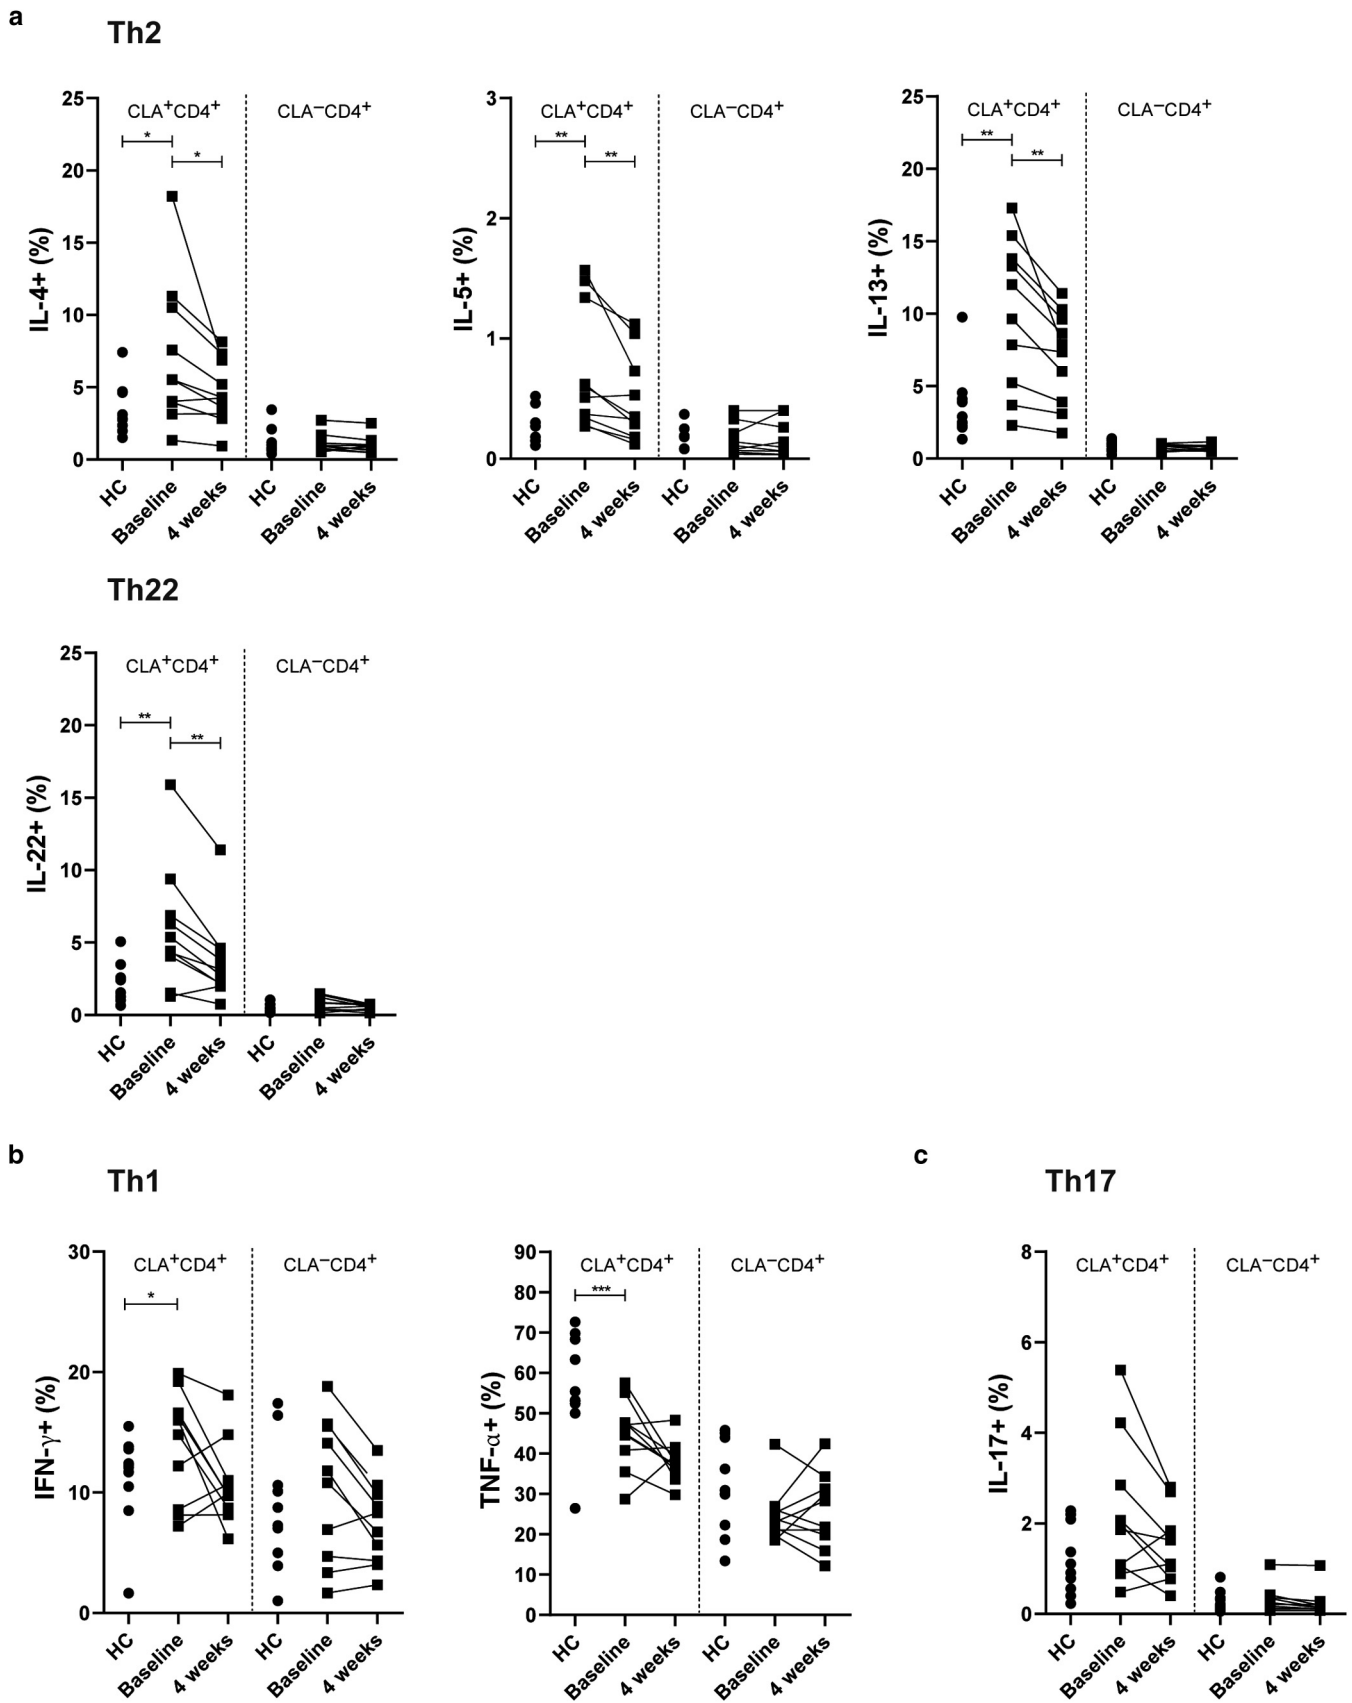 a
Th2
CLA⁺CD4⁺ CLA⁻CD4⁺
* *
IL-4+ (%)
25
20
15
10
5
0
HC Baseline 4 weeks HC Baseline 4 weeks
CLA⁺CD4⁺ CLA⁻CD4⁺
** **
IL-5+ (%)
3
2
1
0
HC Baseline 4 weeks HC Baseline 4 weeks
CLA⁺CD4⁺ CLA⁻CD4⁺
** **
IL-13+ (%)
25
20
15
10
5
0
HC Baseline 4 weeks HC Baseline 4 weeks
Th22
CLA⁺CD4⁺ CLA⁻CD4⁺
** **
IL-22+ (%)
25
20
15
10
5
0
HC Baseline 4 weeks HC Baseline 4 weeks
b
Th1
CLA⁺CD4⁺ CLA⁻CD4⁺
*
IFN-γ+ (%)
30
20
10
0
HC Baseline 4 weeks HC Baseline 4 weeks
CLA⁺CD4⁺ CLA⁻CD4⁺
***
TNF-α+ (%)
90
80
70
60
50
40
30
20
10
0
HC Baseline 4 weeks HC Baseline 4 weeks
c
Th17
CLA⁺CD4⁺ CLA⁻CD4⁺
IL-17+ (%)
8
6
4
2
0
HC Baseline 4 weeks HC Baseline 4 weeks